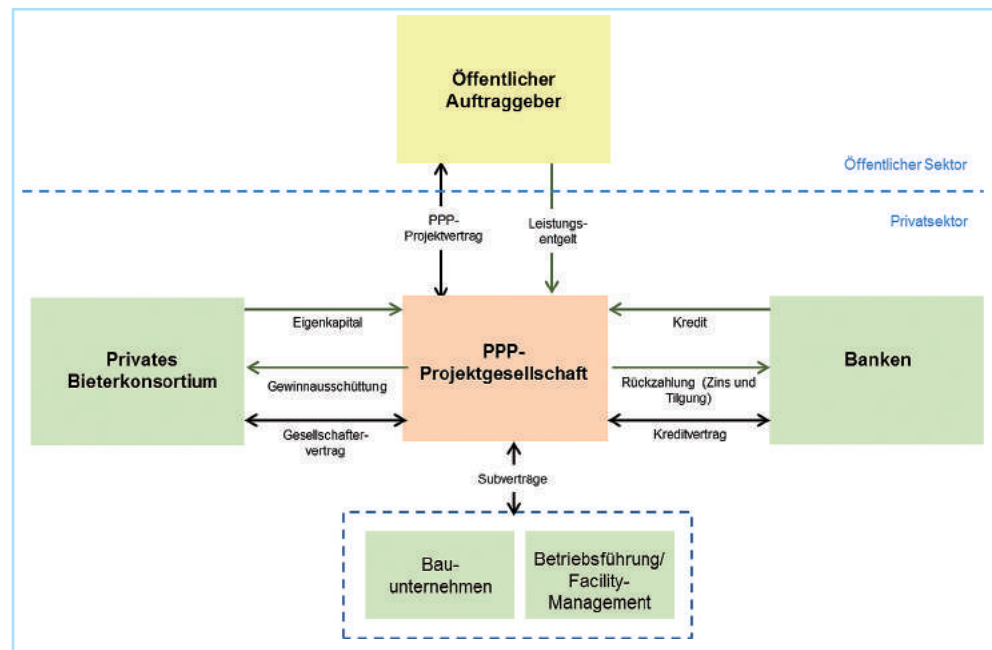 Öffentlicher
Auftraggeber
Öffentlicher Sektor
Privatsektor
PPP-
Projektvertrag
Leistungs-
entgelt
Privates
Bieterkonsortium
Eigenkapital
Gewinnausschüttung
Gesellschafter-
vertrag
PPP-
Projektgesellschaft
Kredit
Rückzahlung (Zins und
Tilgung)
Kreditvertrag
Banken
Subverträge
Bau-
unternehmen
Betriebsführung/
Facility-
Management